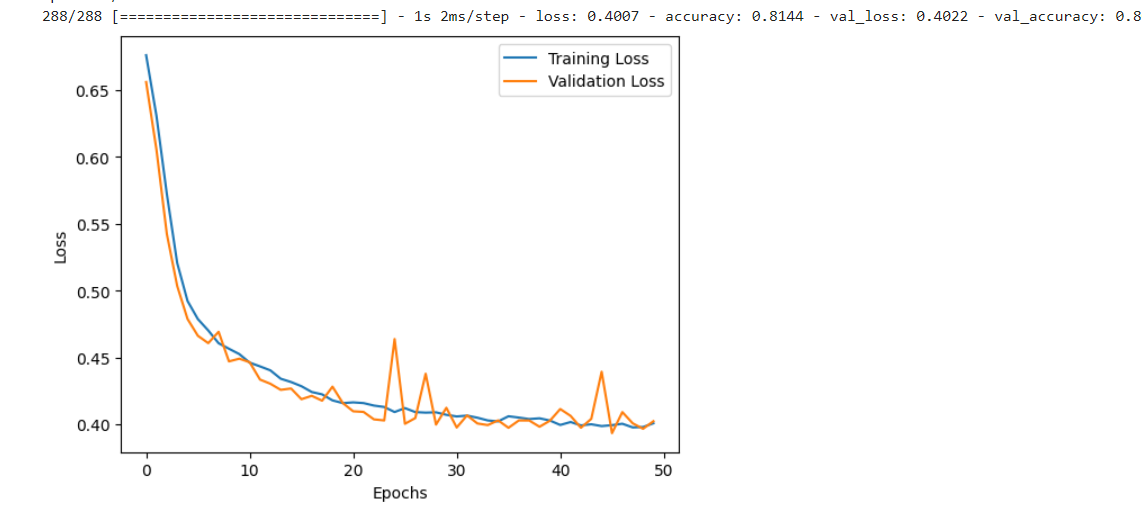 288/288 [==============================] - 1s 2ms/step - loss: 0.4007 - accuracy: 0.8144 - val_loss: 0.4022 - val_accuracy: 0.8
Training Loss
Validation Loss
0.65
0.60
0.55
0.50
0.45
0.40
Loss
0
10
20
30
40
50
Epochs